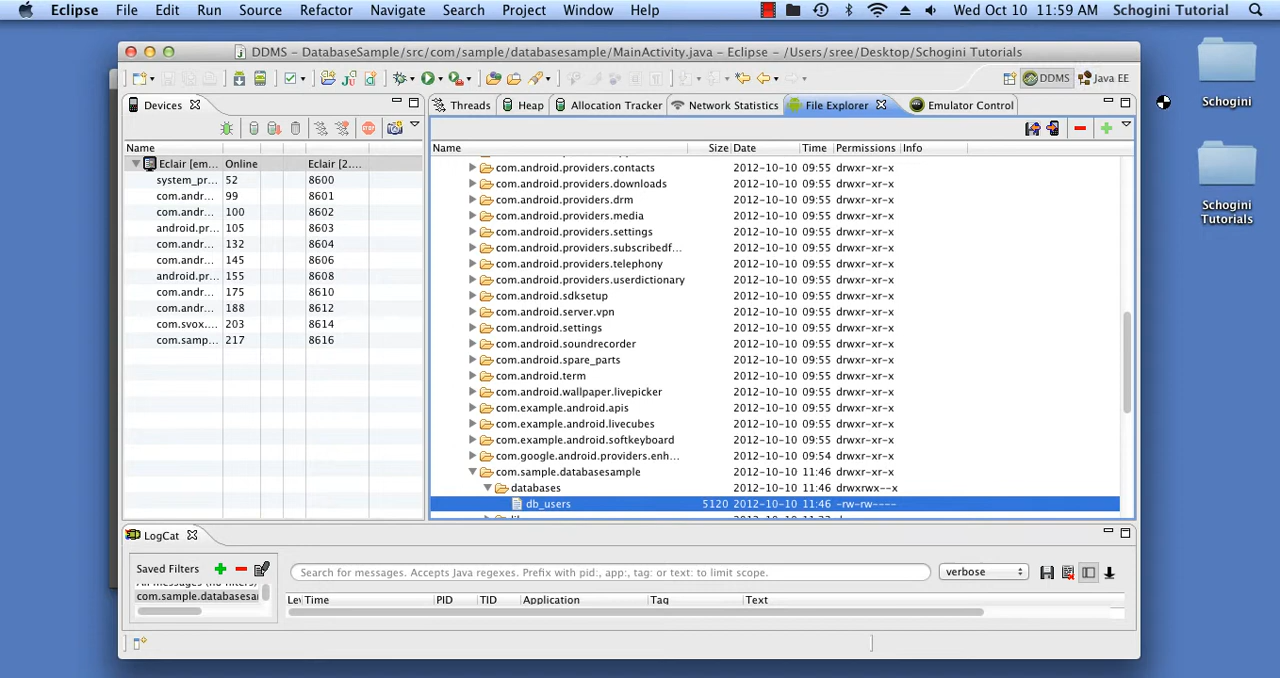 Eclipse File Edit Run Source Refactor Navigate Search Project Window Help Wed Oct 10 11:59 AM Schogini Tutorial
DDMS – DatabaseSample/src/com/sample/databasesample/MainActivity.java – Eclipse – /Users/sree/Desktop/Schogini Tutorials
DDMS Java EE
Devices Threads Heap Allocation Tracker Network Statistics File Explorer Emulator Control
Name
Eclair [em... Online Eclair [2....
system_pr... 52 8600
com.andr... 99 8601
com.andr... 100 8602
android.pr... 105 8603
com.andr... 132 8604
com.andr... 145 8606
android.pr... 155 8608
com.andr... 175 8610
com.andr... 188 8612
com.svox.... 203 8614
com.samp... 217 8616
Name Size Date Time Permissions Info
com.android.providers.contacts 2012-10-10 09:55 drwxr-xr-x
com.android.providers.downloads 2012-10-10 09:55 drwxr-xr-x
com.android.providers.drm 2012-10-10 09:55 drwxr-xr-x
com.android.providers.media 2012-10-10 09:55 drwxr-xr-x
com.android.providers.settings 2012-10-10 09:55 drwxr-xr-x
com.android.providers.subscribedf... 2012-10-10 09:55 drwxr-xr-x
com.android.providers.telephony 2012-10-10 09:55 drwxr-xr-x
com.android.providers.userdictionary 2012-10-10 09:55 drwxr-xr-x
com.android.sdksetup 2012-10-10 09:55 drwxr-xr-x
com.android.server.vpn 2012-10-10 09:55 drwxr-xr-x
com.android.settings 2012-10-10 09:55 drwxr-xr-x
com.android.soundrecorder 2012-10-10 09:55 drwxr-xr-x
com.android.spare_parts 2012-10-10 09:55 drwxr-xr-x
com.android.term 2012-10-10 09:55 drwxr-xr-x
com.android.wallpaper.livepicker 2012-10-10 09:55 drwxr-xr-x
com.example.android.apis 2012-10-10 09:55 drwxr-xr-x
com.example.android.livecubes 2012-10-10 09:55 drwxr-xr-x
com.example.android.softkeyboard 2012-10-10 09:55 drwxr-xr-x
com.google.android.providers.enh... 2012-10-10 09:54 drwxr-xr-x
com.sample.databasesample 2012-10-10 11:46 drwxr-xr-x
databases 2012-10-10 11:46 drwxrwx--x
db_users 5120 2012-10-10 11:46 -rw-rw----
LogCat
Saved Filters
com.sample.databasesa
Search for messages. Accepts Java regexes. Prefix with pid:, app:, tag: or text: to limit scope.
verbose
Le Time PID TID Application Tag Text
Schogini
Schogini
Tutorials